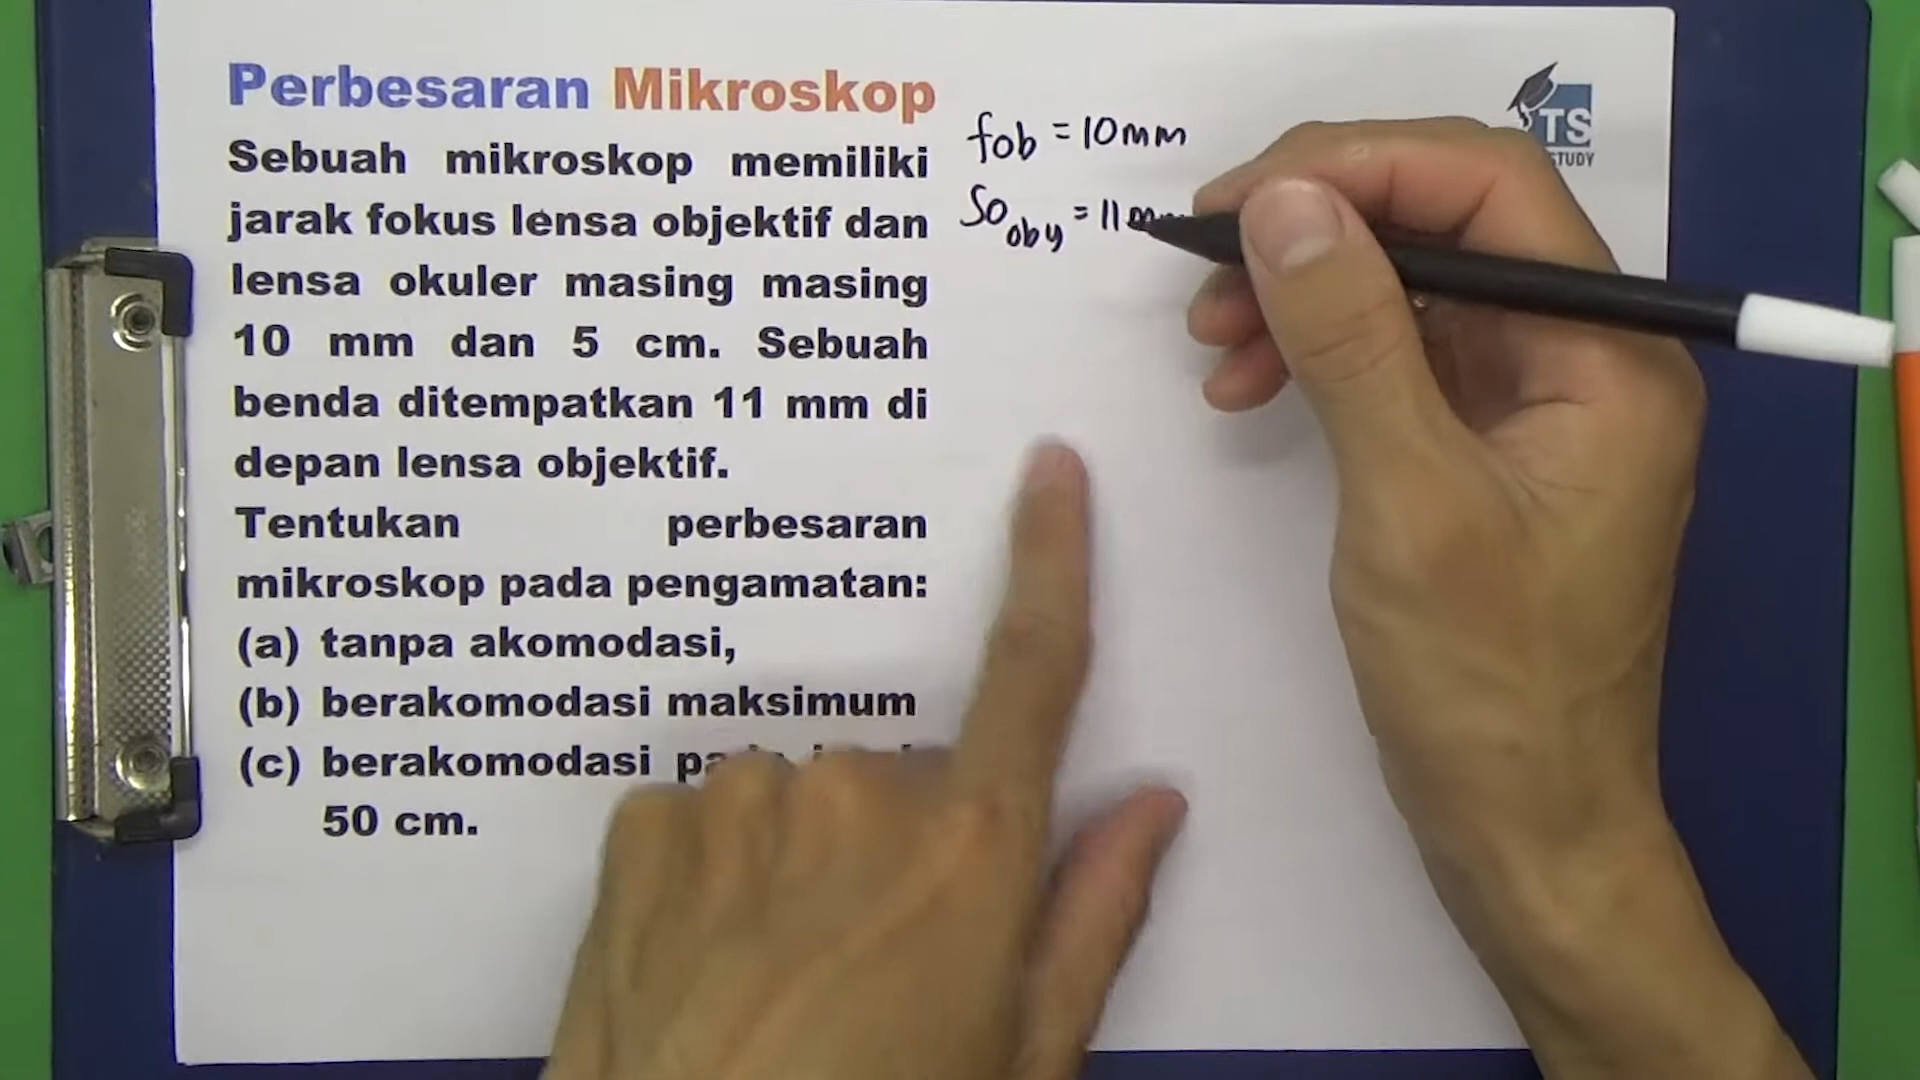 Perbesaran Mikroskop
Sebuah mikroskop memiliki
jarak fokus lensa objektif dan
lensa okuler masing masing
10 mm dan 5 cm. Sebuah
benda ditempatkan 11 mm di
depan lensa objektif.
Tentukan perbesaran
mikroskop pada pengamatan:
(a) tanpa akomodasi,
(b) berakomodasi maksimum
(c) berakomodasi
50 cm.
fob = 10mm
So oby = 11
TS
STUDY